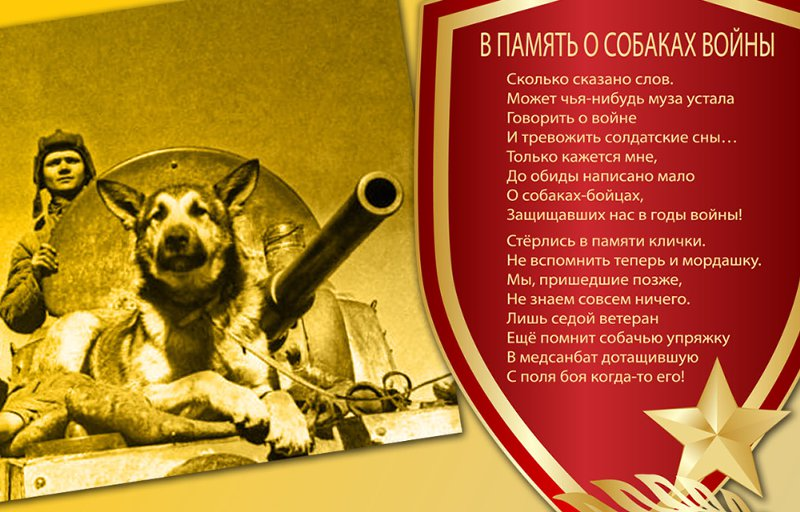 В ПАМЯТЬ О СОБАКАХ ВОЙНЫ
Сколько сказано слов.
Может чья-нибудь муза устала
Говорить о войне
И тревожить солдатские сны…
Только кажется мне,
До обиды написано мало
О собаках-бойцах,
Защищавших нас в годы войны!
Стёрлись в памяти клички.
Не вспомнить теперь и мордашку.
Мы, пришедшие позже,
Не знаем совсем ничего.
Лишь седой ветеран
Ещё помнит собачью упряжку
В медсанбат дотащившую
С поля боя когда-то его!